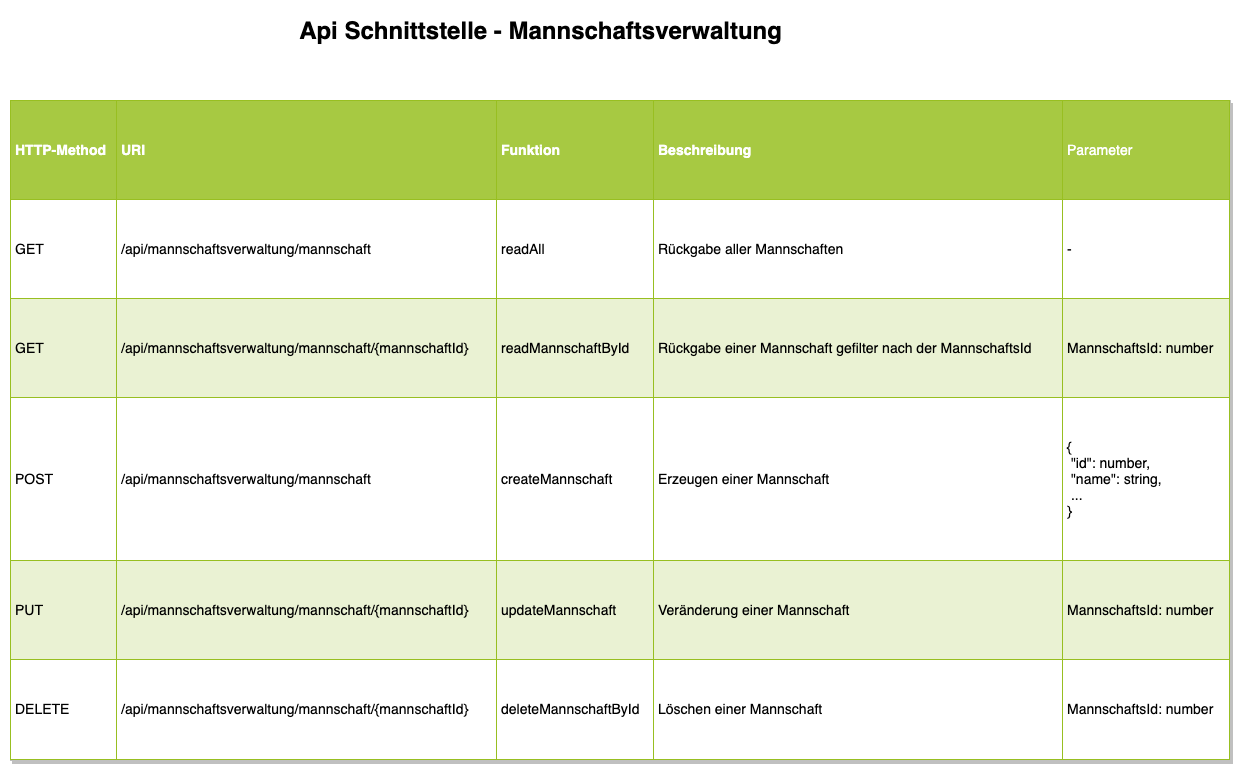 Api Schnittstelle - Mannschaftsverwaltung
HTTP-Method URI Funktion Beschreibung Parameter
GET /api/mannschaftsverwaltung/mannschaft readAll Rückgabe aller Mannschaften -
GET /api/mannschaftsverwaltung/mannschaft/{mannschaftId} readMannschaftById Rückgabe einer Mannschaft gefilter nach der MannschaftsId MannschaftsId: number
POST /api/mannschaftsverwaltung/mannschaft createMannschaft Erzeugen einer Mannschaft
{
"id": number,
"name": string,
...
}
PUT /api/mannschaftsverwaltung/mannschaft/{mannschaftId} updateMannschaft Veränderung einer Mannschaft MannschaftsId: number
DELETE /api/mannschaftsverwaltung/mannschaft/{mannschaftId} deleteMannschaftById Löschen einer Mannschaft MannschaftsId: number